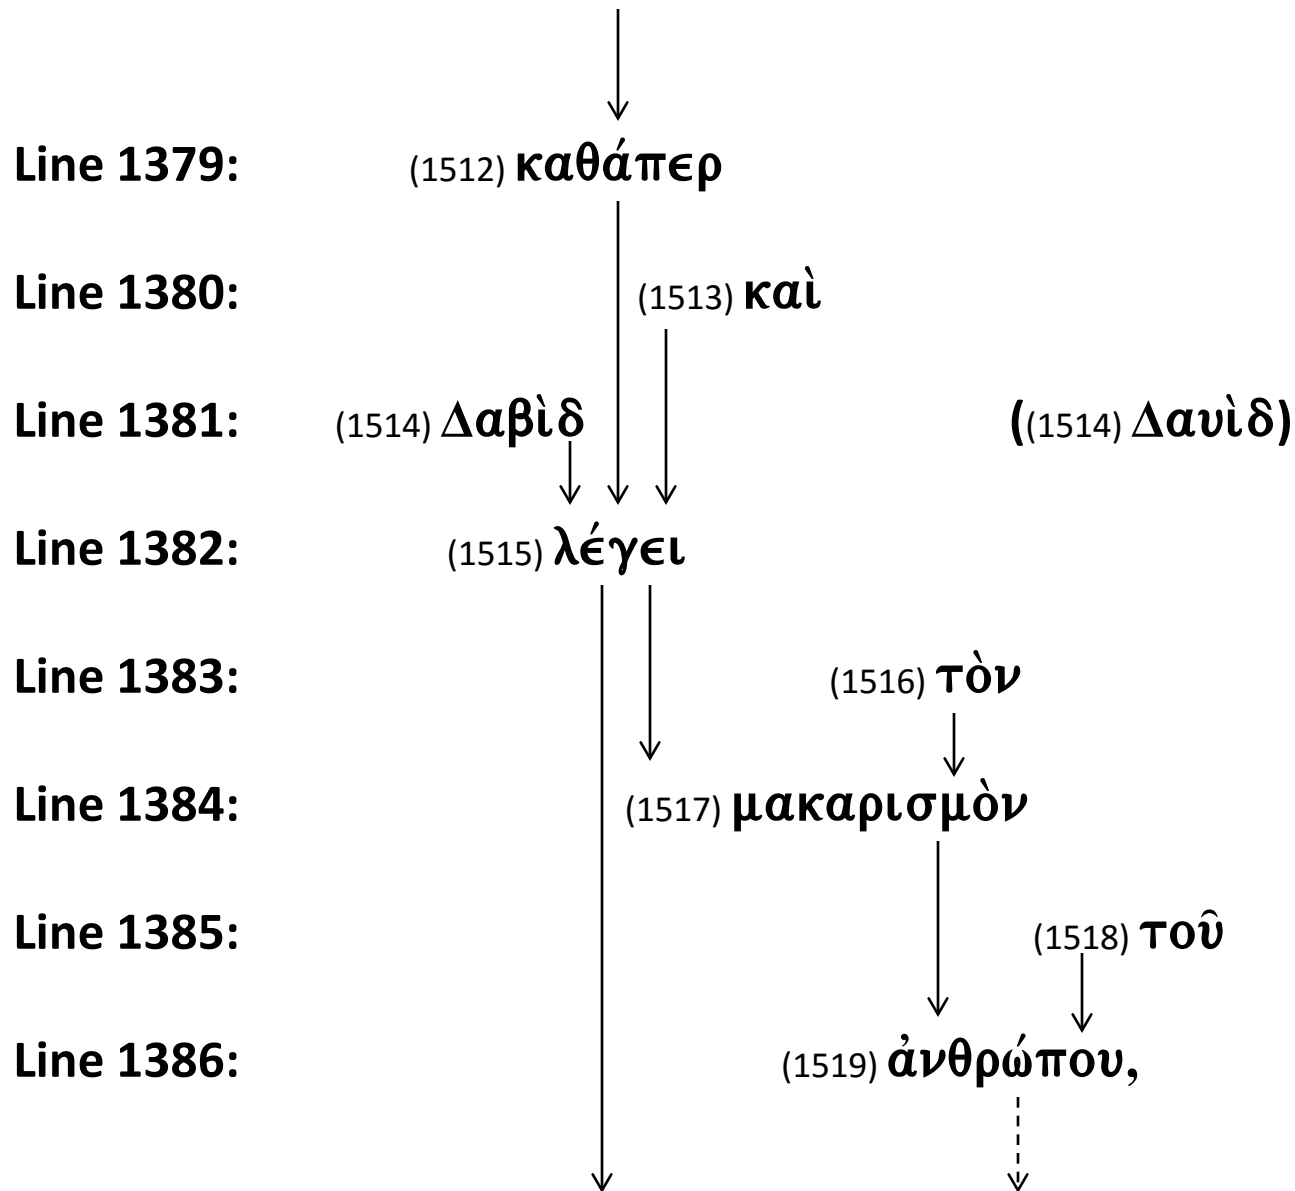 Line 1379: (1512) καθάπερ
Line 1380: (1513) καὶ
Line 1381: (1514) Δαβὶδ ((1514) Δαυὶδ)
Line 1382: (1515) λέγει
Line 1383: (1516) τὸν
Line 1384: (1517) μακαρισμὸν
Line 1385: (1518) τοῦ
Line 1386: (1519) ἀνθρώπου,